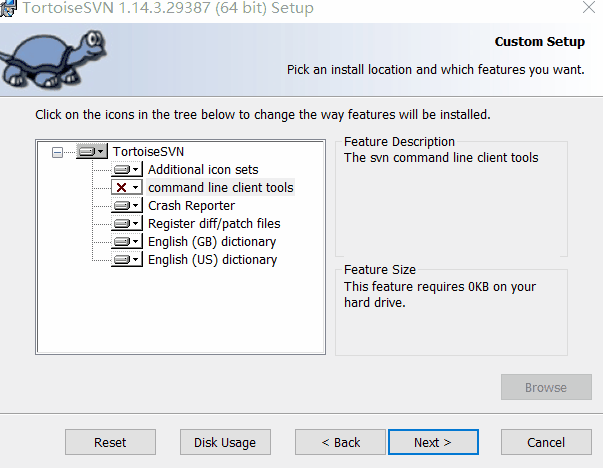 TortoiseSVN 1.14.3.29387 (64 bit) Setup
Custom Setup
Pick an install location and which features you want.
Click on the icons in the tree below to change the way features will be installed.
TortoiseSVN
Additional icon sets
command line client tools
Crash Reporter
Register diff/patch files
English (GB) dictionary
English (US) dictionary
Feature Description
The svn command line client tools
Feature Size
This feature requires 0KB on your
hard drive.
Browse
Reset
Disk Usage
< Back
Next >
Cancel